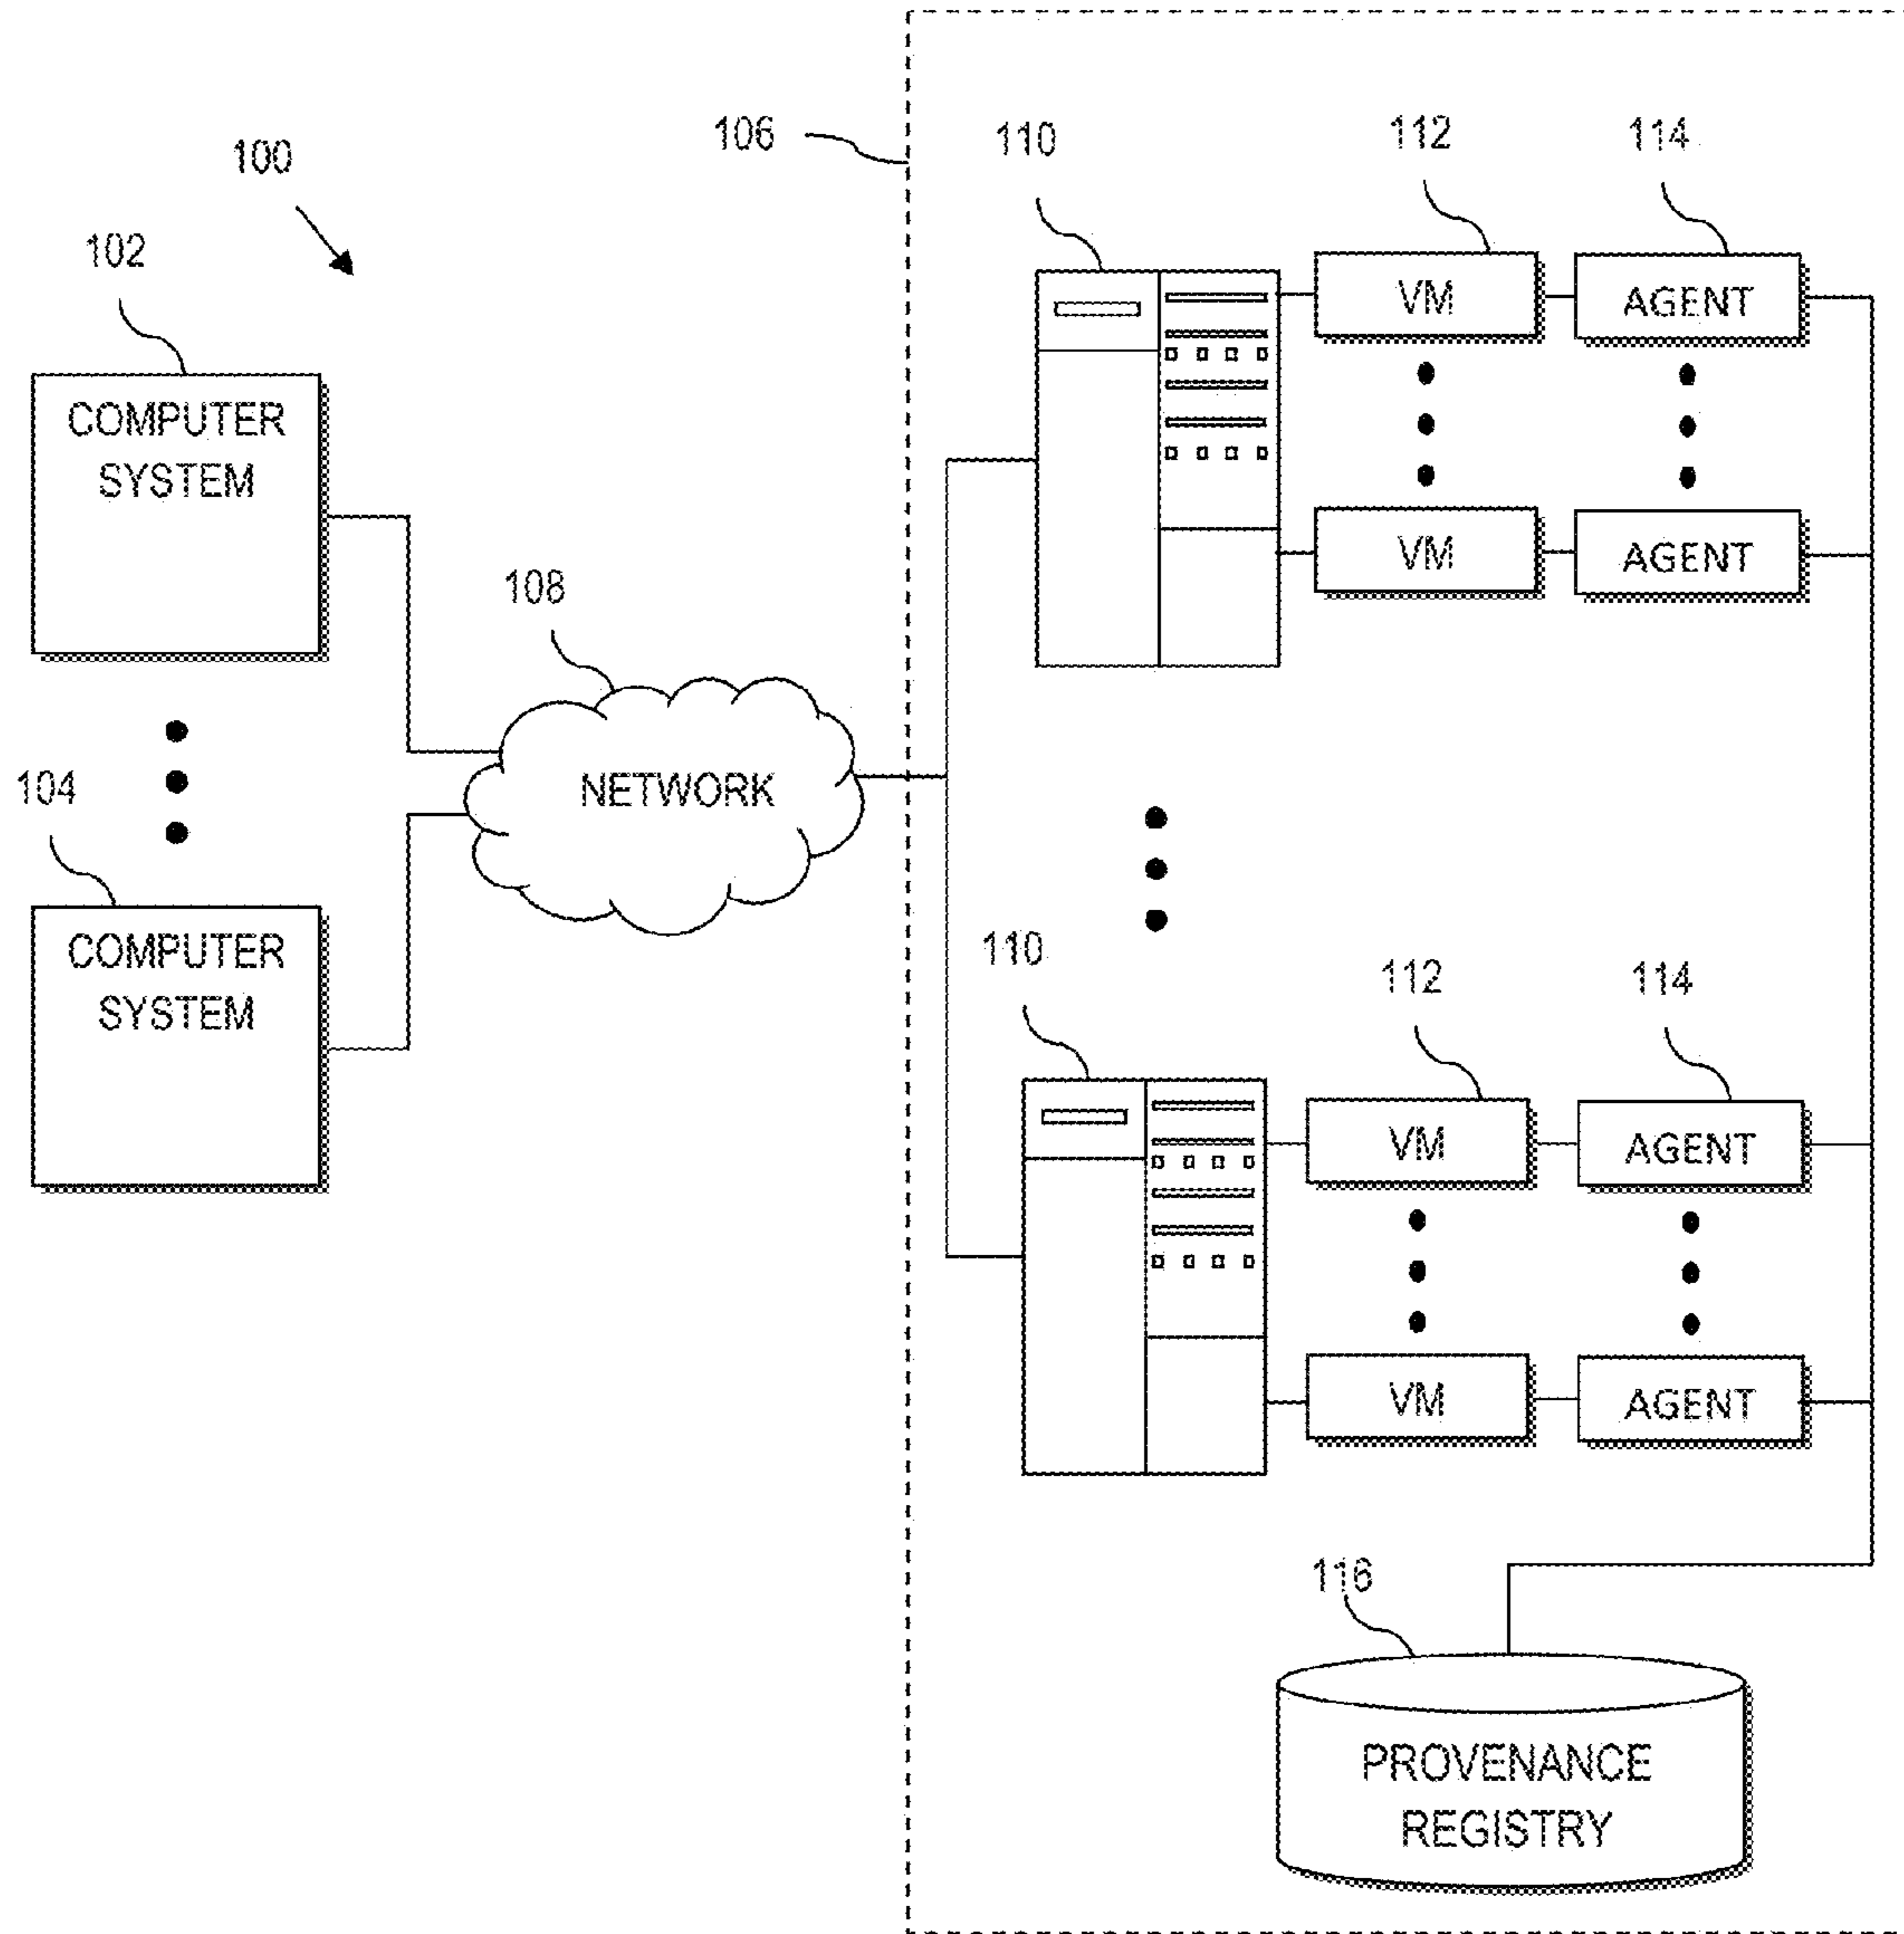 100
106
110
112
114
102
VM
AGENT
COMPUTER
SYSTEM
VM
AGENT
108
NETWORK
104
COMPUTER
SYSTEM
110
112
114
VM
AGENT
VM
AGENT
116
PROVENANCE
REGISTRY